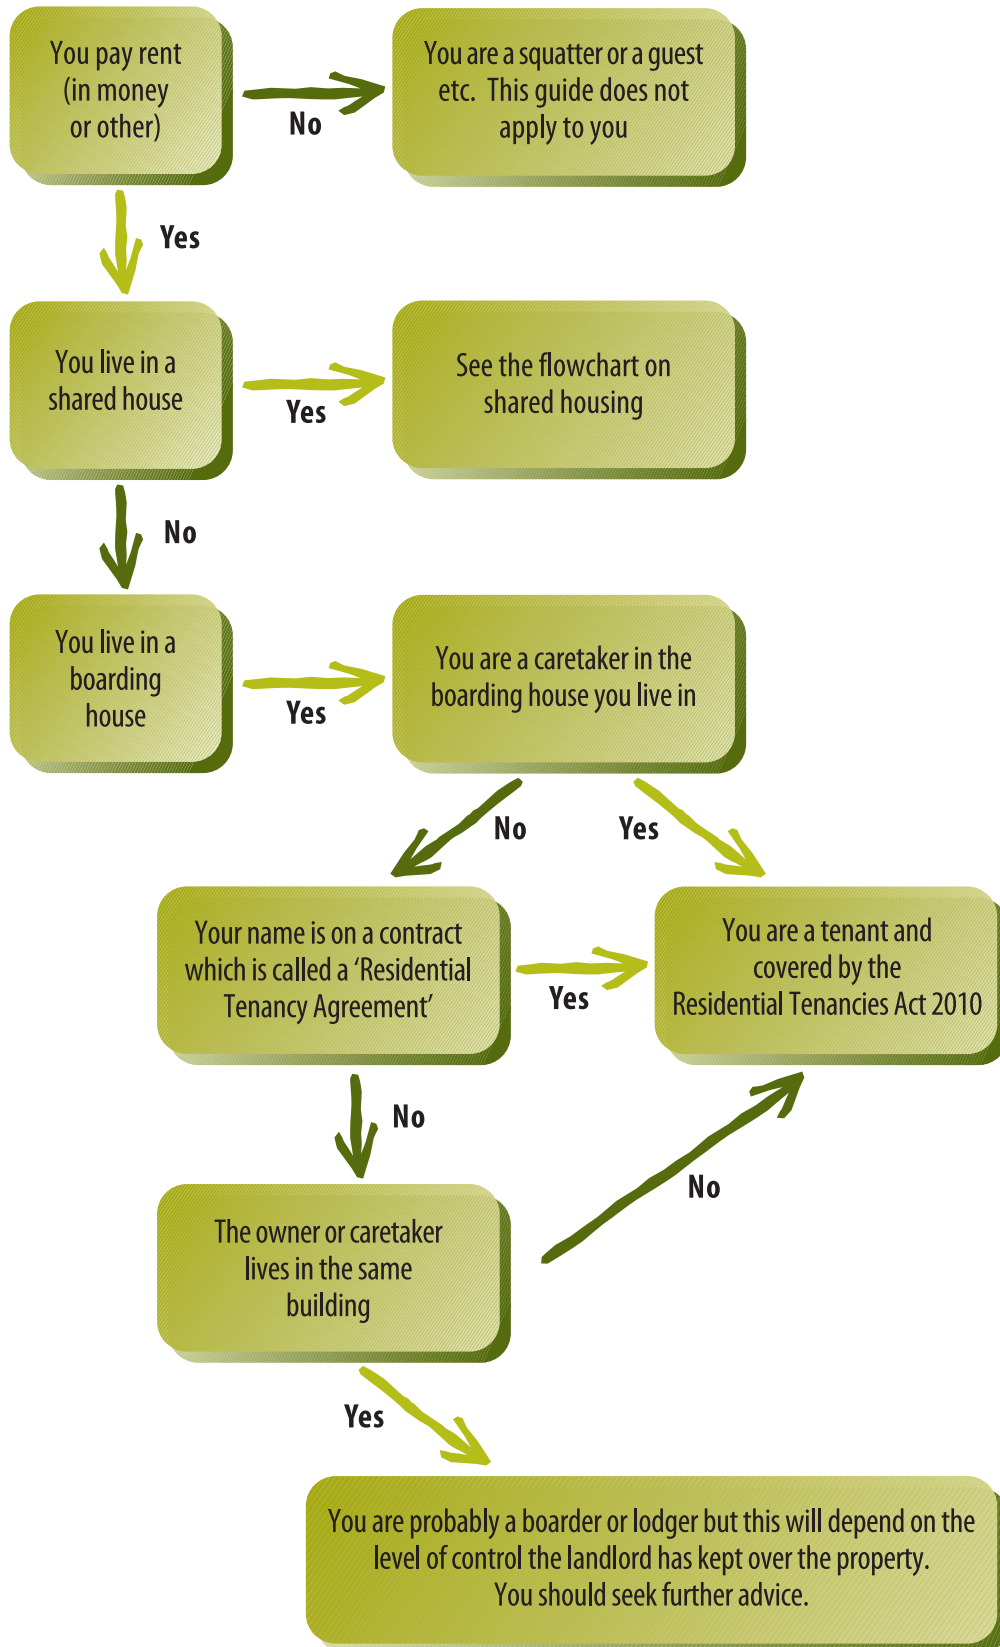 You pay rent
(in money
or other)
No
You are a squatter or a guest
etc.  This guide does not
apply to you
Yes
You live in a
shared house
Yes
See the flowchart on
shared housing
No
You live in a
boarding
house
Yes
You are a caretaker in the
boarding house you live in
No
Yes
Your name is on a contract
which is called a ‘Residential
Tenancy Agreement’
Yes
You are a tenant and
covered by the
Residential Tenancies Act 2010
No
No
The owner or caretaker
lives in the same
building
Yes
You are probably a boarder or lodger but this will depend on the
level of control the landlord has kept over the property.
You should seek further advice.